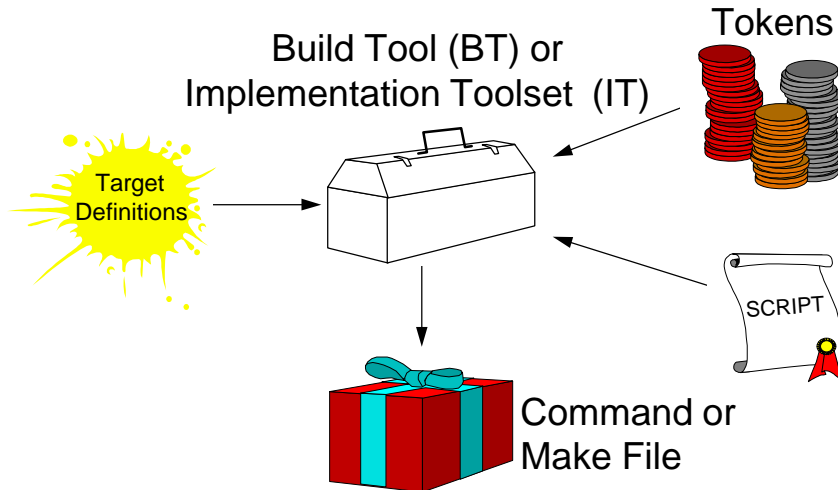 Tokens
Build Tool (BT) or
Implementation Toolset (IT)
Target
Definitions
SCRIPT
Command or
Make File